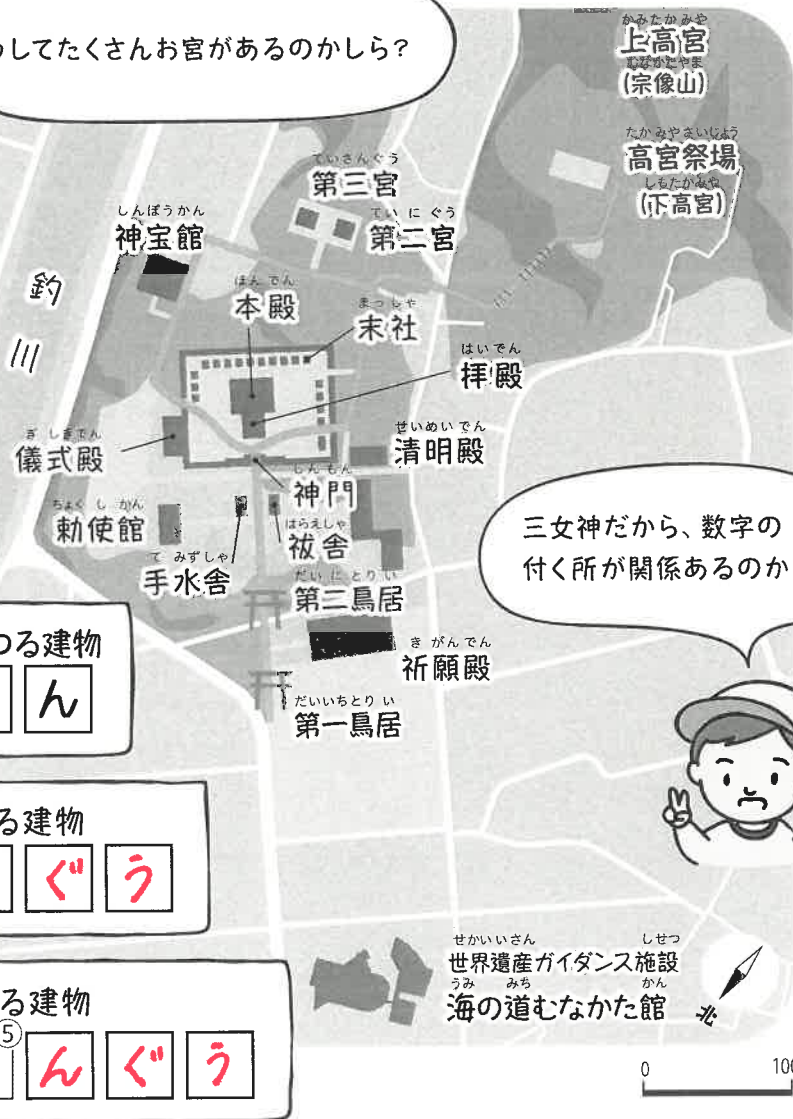 してたくさんお宮があるのかしら?
かみたかみや
上高宮
むなかたやま
(宗像山)
たかみやさいじょう
高宮祭場
しもたかみや
(下高宮)
ていさんぐう
第三宮
ていにぐう
第二宮
しんぽうかん
神宝館
釣川
ほんでん
本殿
まっしゃ
末社
はいでん
拝殿
ぎしきでん
儀式殿
せいめいでん
清明殿
しんもん
神門
ちょくしかん
勅使館
はらえしゃ
祓舎
てみずしゃ
手水舎
だいにとりい
第二鳥居
きがんでん
祈願殿
だいいちとりい
第一鳥居
三女神だから、数字の
付く所が関係あるのか
つる建物
ん
る建物
ぐう
る建物
⑤
んぐう
せかいいさん しせつ
世界遺産ガイダンス施設
うみ みち かん
海の道むなかた館
北
0